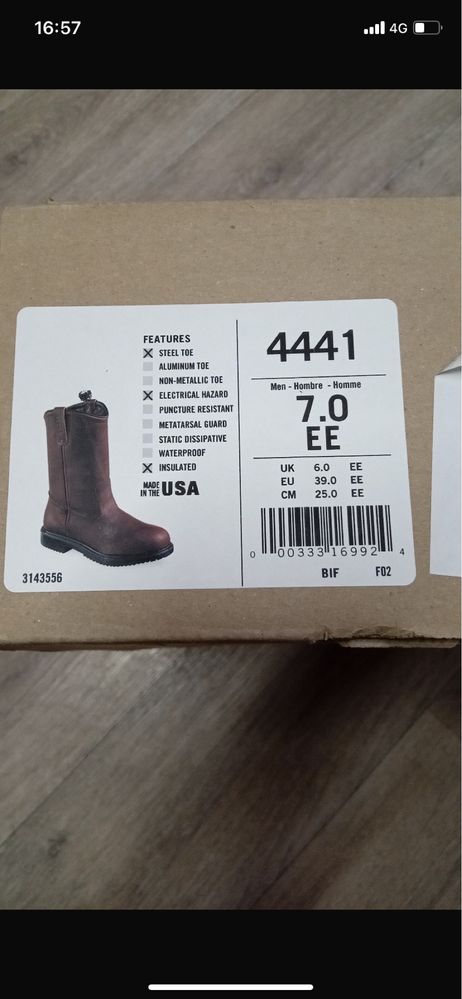 16:57
4G
FEATURES
X STEEL TOE
ALUMINUM TOE
NON-METALLIC TOE
X ELECTRICAL HAZARD
PUNCTURE RESISTANT
METATARSAL GUARD
STATIC DISSIPATIVE
WATERPROOF
X INSULATED
MADE IN THE USA
3143556
4441
Men - Hombre - Homme
7.0
EE
UK 6.0 EE
EU 39.0 EE
CM 25.0 EE
0 00333 16992 4
BIF F02